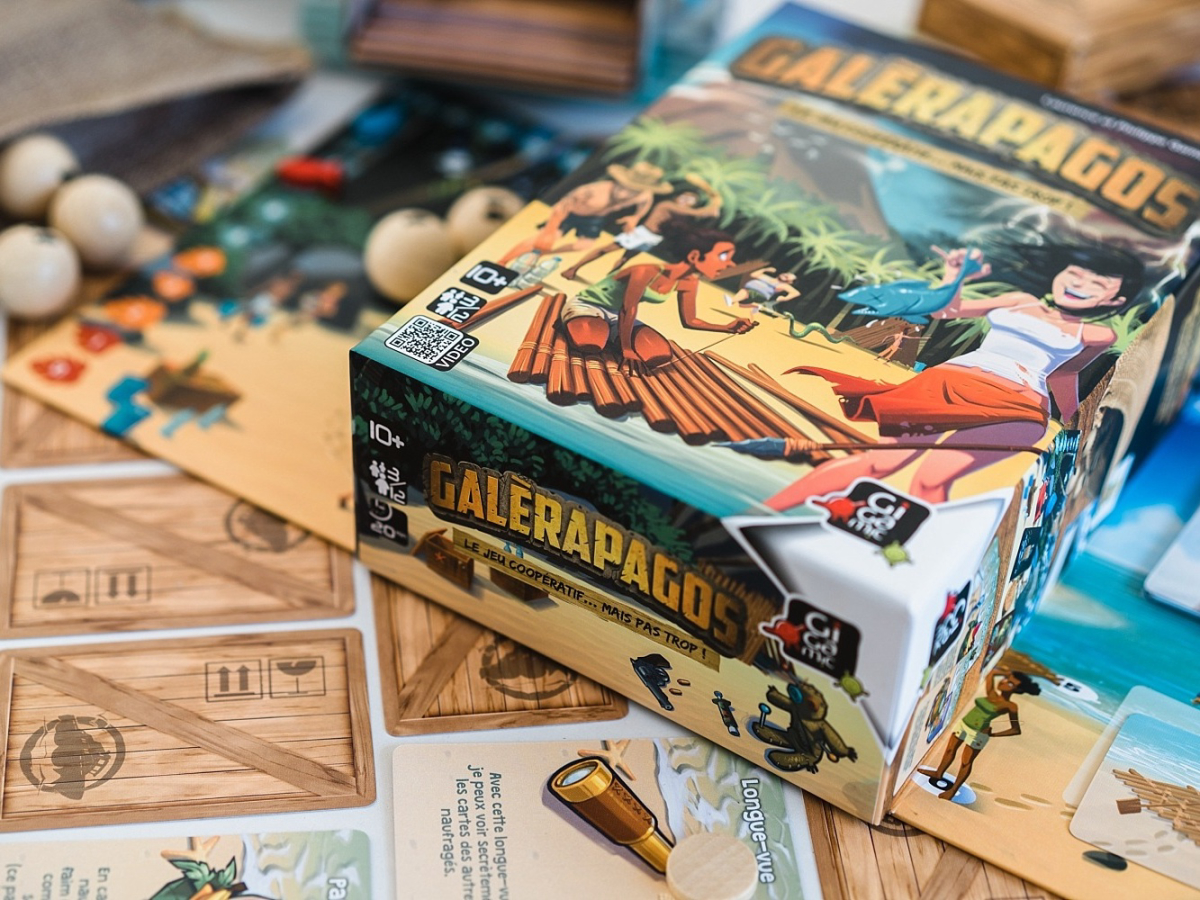 GALÈRAPAGOS
10+
VIDEO
GiGAMIC
10+
20'
GALÈRAPAGOS
LE JEU COOPÉRATIF... MAIS PAS TROP !
GiGAMIC
Longue-vue
Avec cette longue-vue
je peux voir secrètement
les cartes des autres
naufragés.